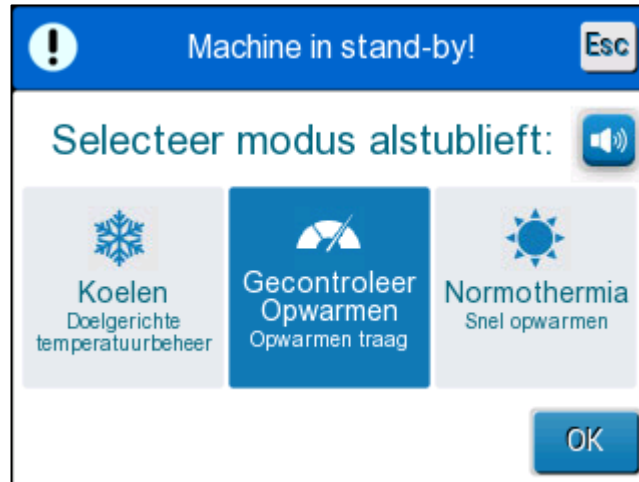 Machine in stand-by!
Esc
Selecteer modus alstublieft:
Koelen
Doelgerichte
temperatuurbeheer
Gecontroleer
Opwarmen
Opwarmen traag
Normothermia
Snel opwarmen
OK